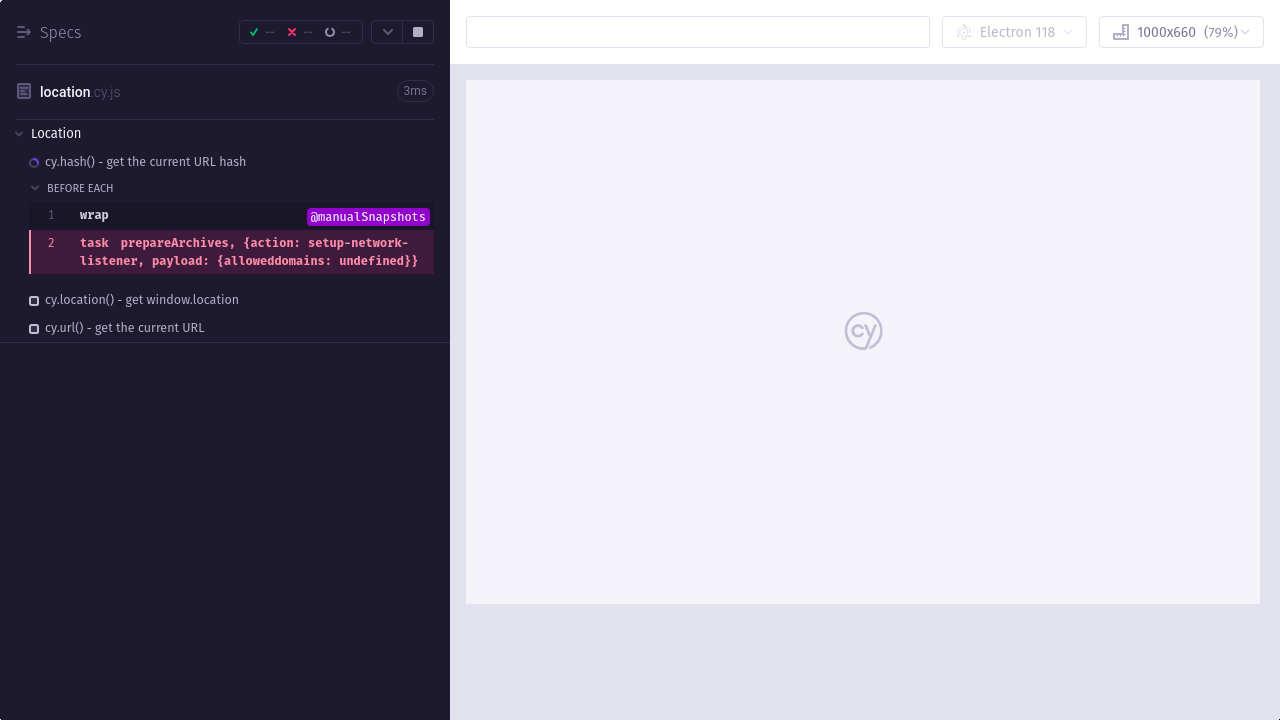 Specs
-- -- --
location.cy.js
3ms
Location
cy.hash() - get the current URL hash
BEFORE EACH
1 wrap @manualSnapshots
2 task prepareArchives, {action: setup-network-
listener, payload: {alloweddomains: undefined}}
cy.location() - get window.location
cy.url() - get the current URL
Electron 118
1000x660 (79%)
cy